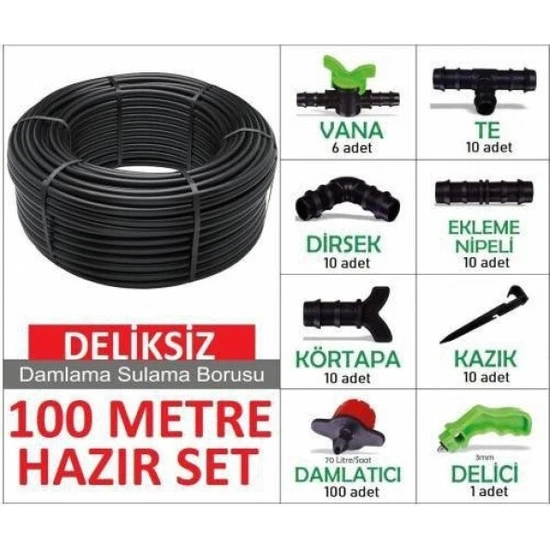 VANA
6 adet
TE
10 adet
DİRSEK
10 adet
EKLEME
NİPELİ
10 adet
KÖRTAPA
10 adet
KAZIK
10 adet
70 Litre/Saat
DAMLATICI
100 adet
3mm
DELİCİ
1 adet
DELİKSİZ
Damlama Sulama Borusu
100 METRE
HAZIR SET